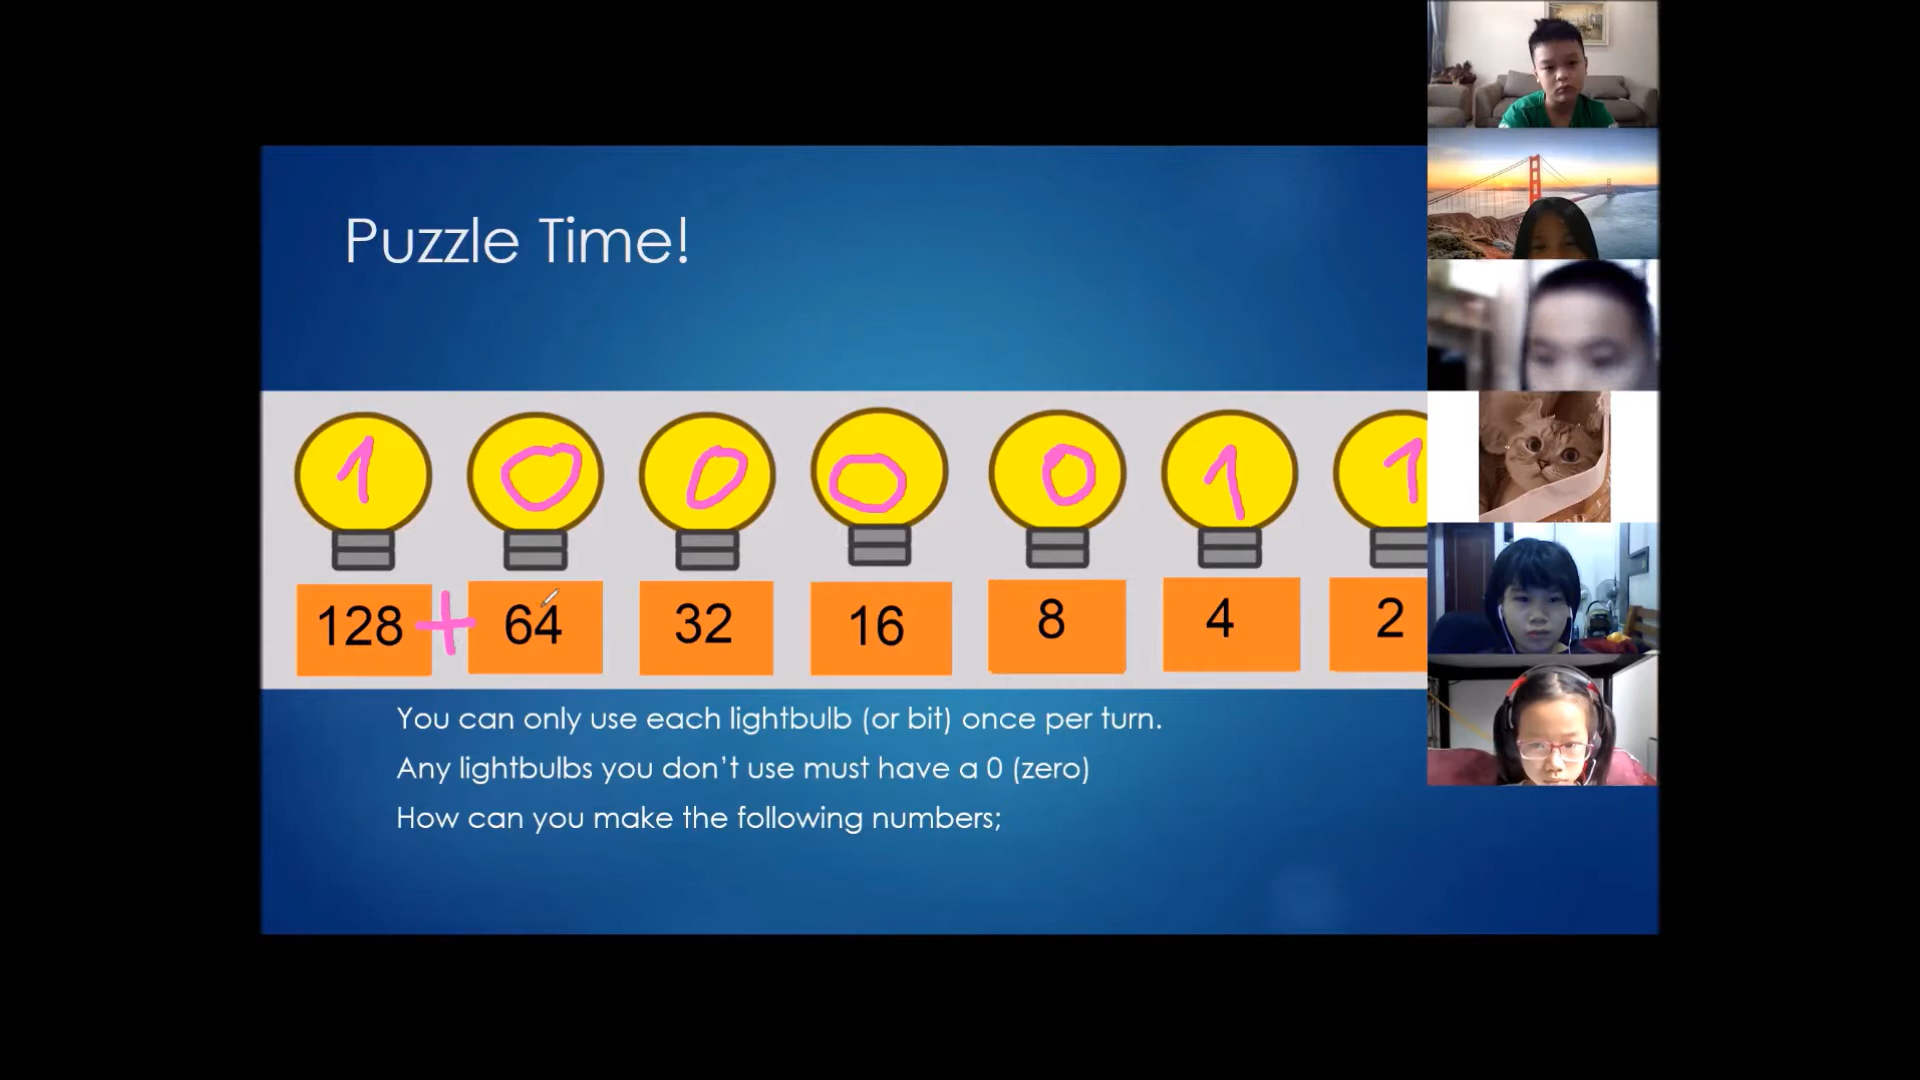 Puzzle Time!
1 0 0 0 0 1 1
128 + 64 32 16 8 4 2
You can only use each lightbulb (or bit) once per turn.
Any lightbulbs you don't use must have a 0 (zero)
How can you make the following numbers;